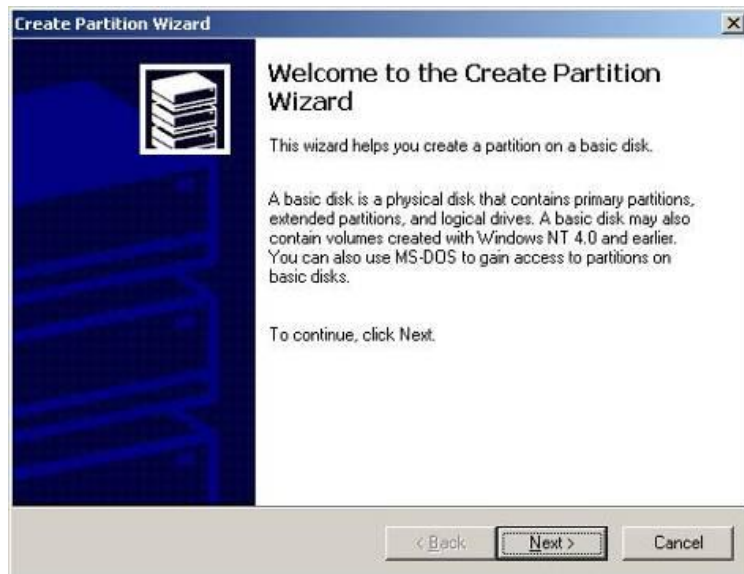 Create Partition Wizard
Welcome to the Create Partition
Wizard
This wizard helps you create a partition on a basic disk.
A basic disk is a physical disk that contains primary partitions,
extended partitions, and logical drives. A basic disk may also
contain volumes created with Windows NT 4.0 and earlier.
You can also use MS-DOS to gain access to partitions on
basic disks.
To continue, click Next.
< Back
Next >
Cancel